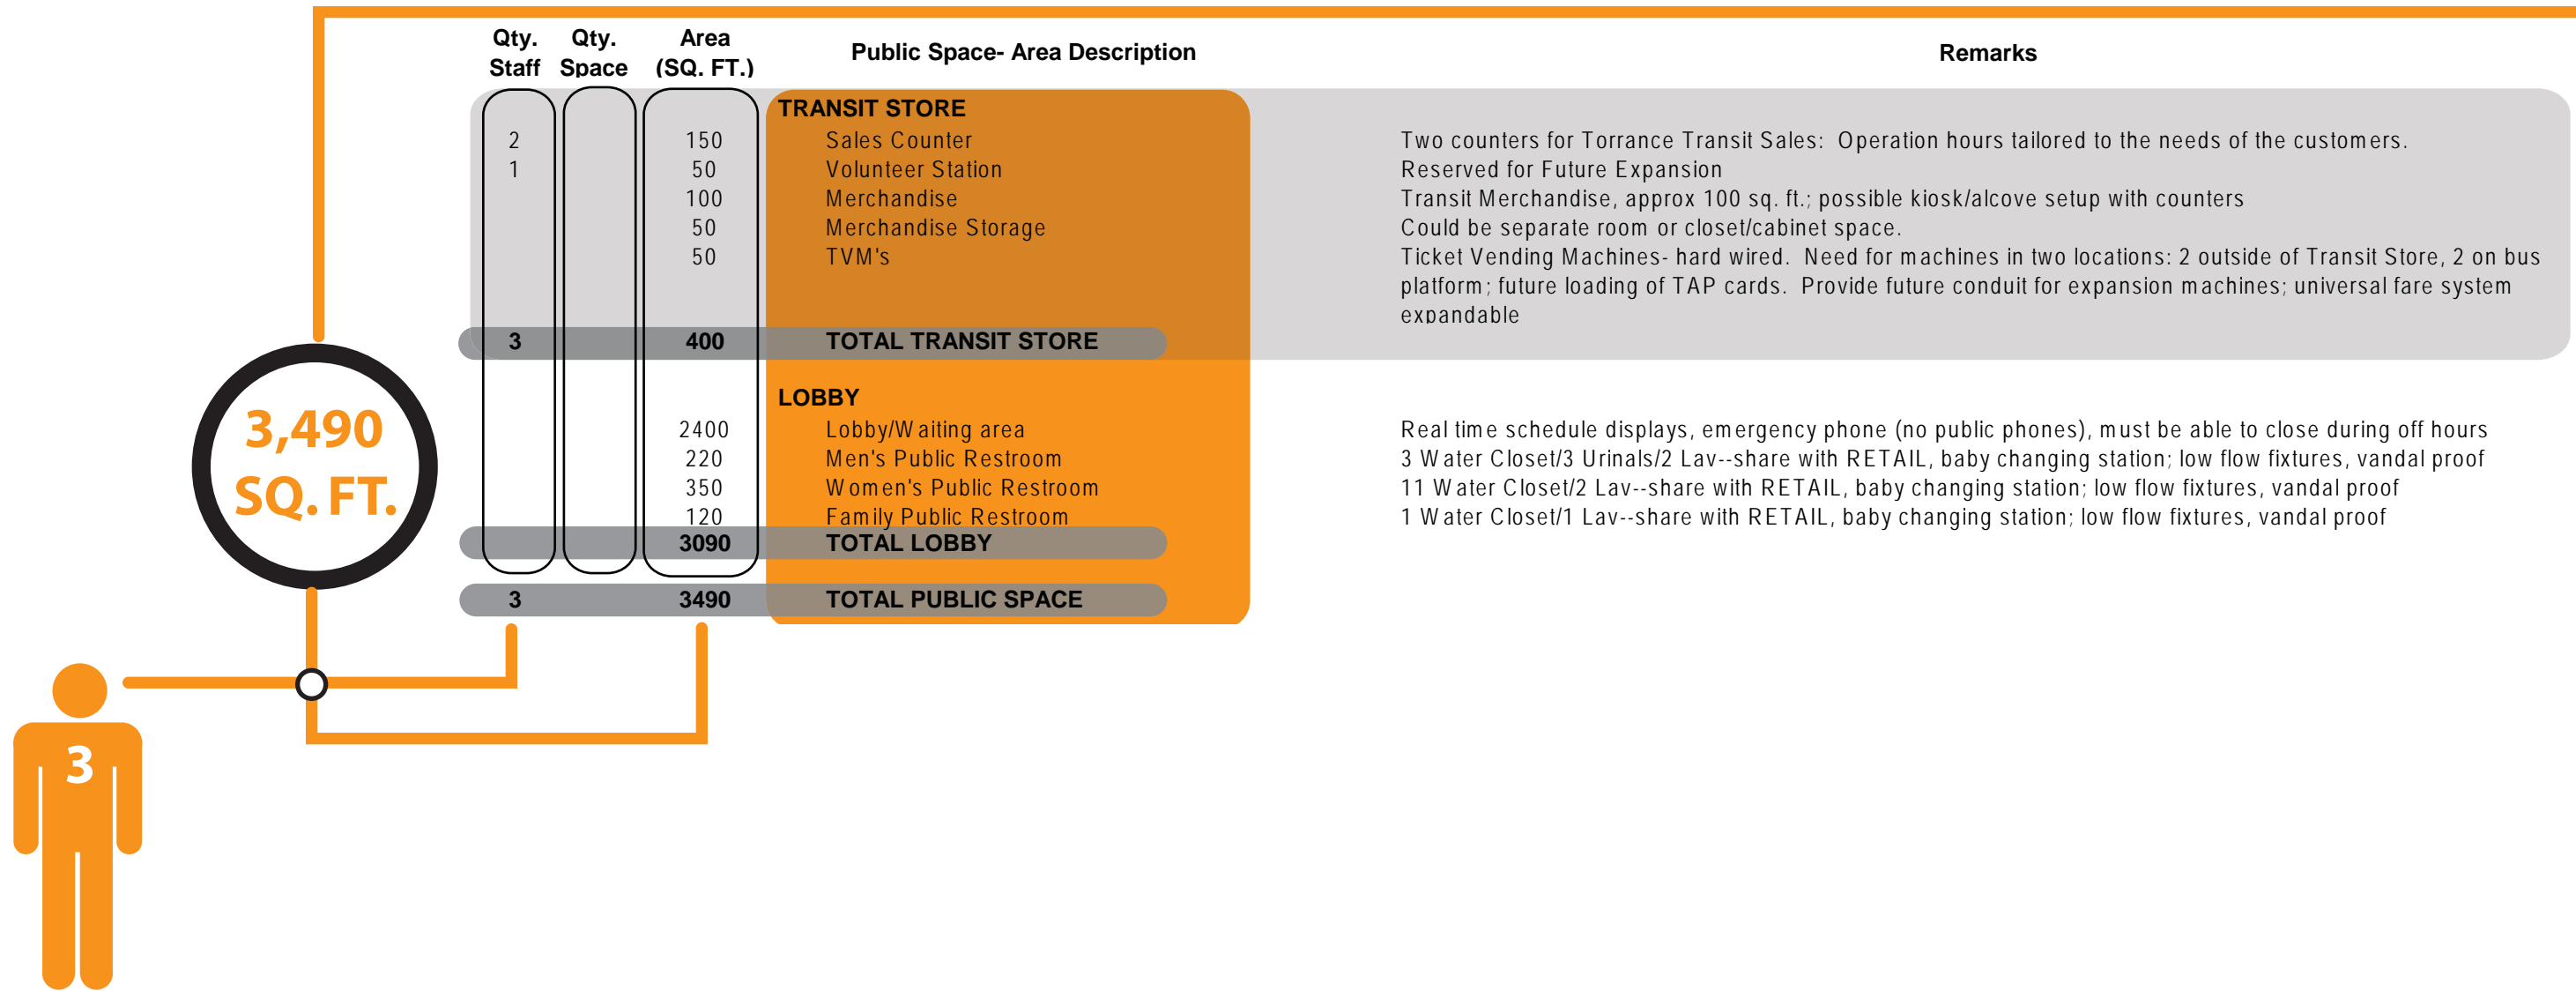 Qty. Staff Qty. Space Area (SQ. FT.) Public Space- Area Description Remarks
TRANSIT STORE
2 150 Sales Counter Two counters for Torrance Transit Sales: Operation hours tailored to the needs of the customers.
1 50 Volunteer Station Reserved for Future Expansion
100 Merchandise Transit Merchandise, approx 100 sq. ft.; possible kiosk/alcove setup with counters
50 Merchandise Storage Could be separate room or closet/cabinet space.
50 TVM's Ticket Vending Machines- hard wired. Need for machines in two locations: 2 outside of Transit Store, 2 on bus
platform; future loading of TAP cards. Provide future conduit for expansion machines; universal fare system
expandable
3 400 TOTAL TRANSIT STORE
LOBBY
2400 Lobby/Waiting area Real time schedule displays, emergency phone (no public phones), must be able to close during off hours
220 Men's Public Restroom 3 Water Closet/3 Urinals/2 Lav--share with RETAIL, baby changing station; low flow fixtures, vandal proof
350 Women's Public Restroom 11 Water Closet/2 Lav--share with RETAIL, baby changing station; low flow fixtures, vandal proof
120 Family Public Restroom 1 Water Closet/1 Lav--share with RETAIL, baby changing station; low flow fixtures, vandal proof
3090 TOTAL LOBBY
3 3490 TOTAL PUBLIC SPACE
3,490
SQ. FT.
3